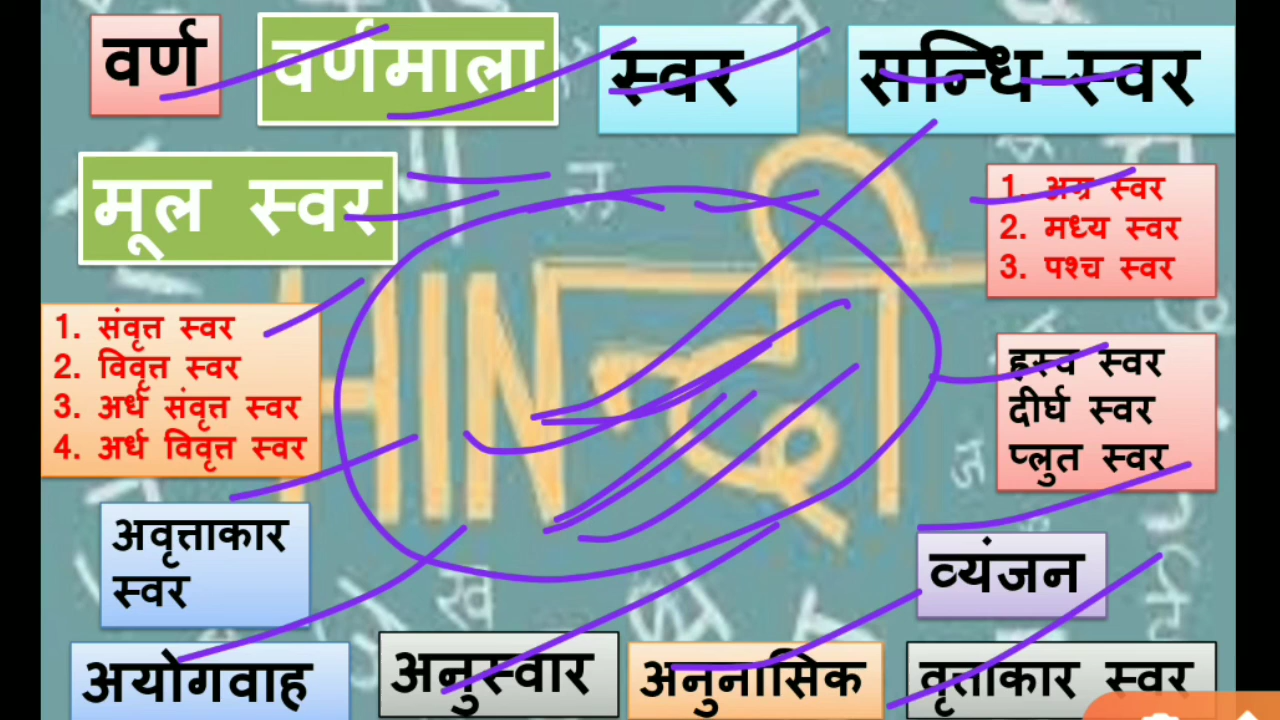 वर्ण
वर्णमाला
स्वर
सन्धि-स्वर
मूल स्वर
1. अग्र स्वर
2. मध्य स्वर
3. पश्च स्वर
1. संवृत्त स्वर
2. विवृत्त स्वर
3. अर्ध संवृत्त स्वर
4. अर्ध विवृत्त स्वर
HINदी
ह्रस्व स्वर
दीर्घ स्वर
प्लुत स्वर
अवृत्ताकार
स्वर
व्यंजन
अयोगवाह
अनुस्वार
अनुनासिक
वृत्ताकार स्वर